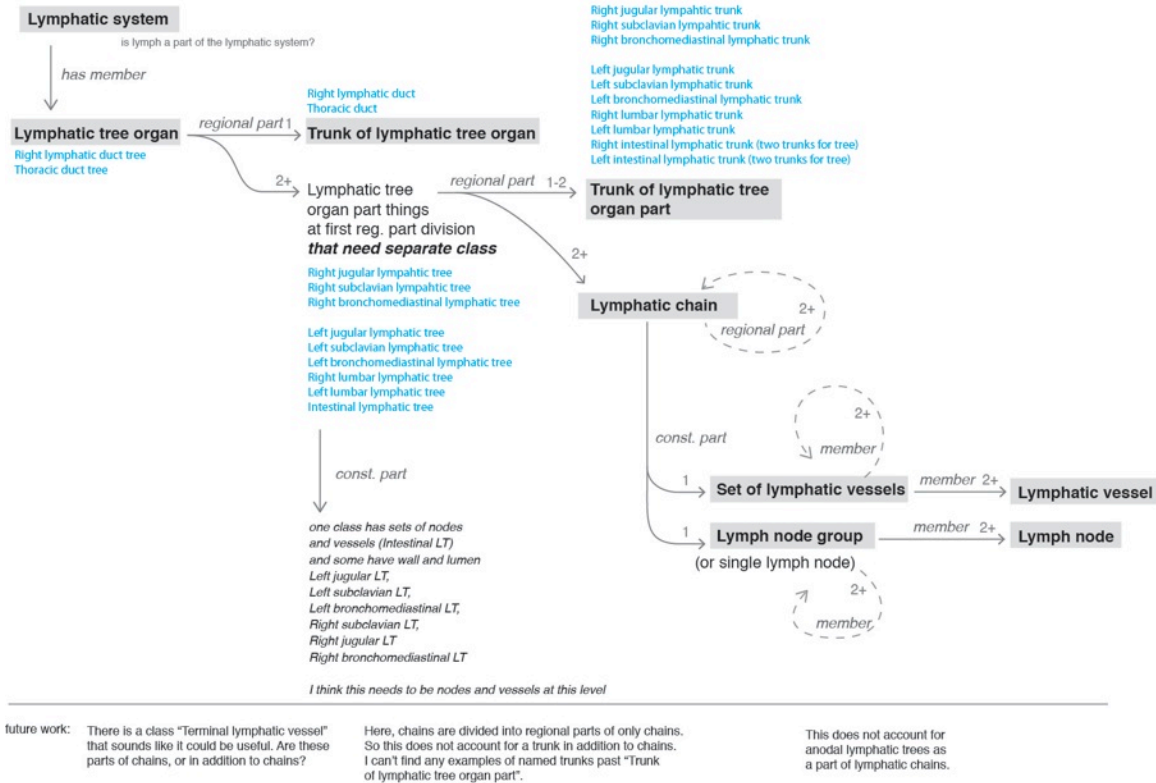 Lymphatic system
is lymph a part of the lymphatic system?
has member
Lymphatic tree organ
Right lymphatic duct tree
Thoracic duct tree
regional part 1
Right lymphatic duct
Thoracic duct
Trunk of lymphatic tree organ
2+
Lymphatic tree
organ part things
at first reg. part division
that need separate class
Right jugular lympahtic tree
Right subclavian lympahtic tree
Right bronchomediastinal lymphatic tree
Left jugular lymphatic tree
Left subclavian lymphatic tree
Left bronchomediastinal lymphatic tree
Right lumbar lymphatic tree
Left lumbar lymphatic tree
Intestinal lymphatic tree
const. part
one class has sets of nodes
and vessels (Intestinal LT)
and some have wall and lumen
Left jugular LT,
Left subclavian LT,
Left bronchomediastinal LT,
Right subclavian LT,
Right jugular LT
Right bronchomediastinal LT
I think this needs to be nodes and vessels at this level
Right jugular lympahtic trunk
Right subclavian lympahtic trunk
Right bronchomediastinal lymphatic trunk
Left jugular lymphatic trunk
Left subclavian lymphatic trunk
Left bronchomediastinal lymphatic trunk
Right lumbar lymphatic trunk
Left lumbar lymphatic trunk
Right intestinal lymphatic trunk (two trunks for tree)
Left intestinal lymphatic trunk (two trunks for tree)
regional part 1-2
Trunk of lymphatic tree
organ part
2+
Lymphatic chain
2+
regional part
const. part
2+
member
1
Set of lymphatic vessels
member 2+
Lymphatic vessel
1
Lymph node group
member 2+
Lymph node
(or single lymph node)
2+
member
future work:
There is a class "Terminal lymphatic vessel"
that sounds like it could be useful. Are these
parts of chains, or in addition to chains?
Here, chains are divided into regional parts of only chains.
So this does not account for a trunk in addition to chains.
I can't find any examples of named trunks past "Trunk
of lymphatic tree organ part".
This does not account for
anodal lymphatic trees as
a part of lymphatic chains.